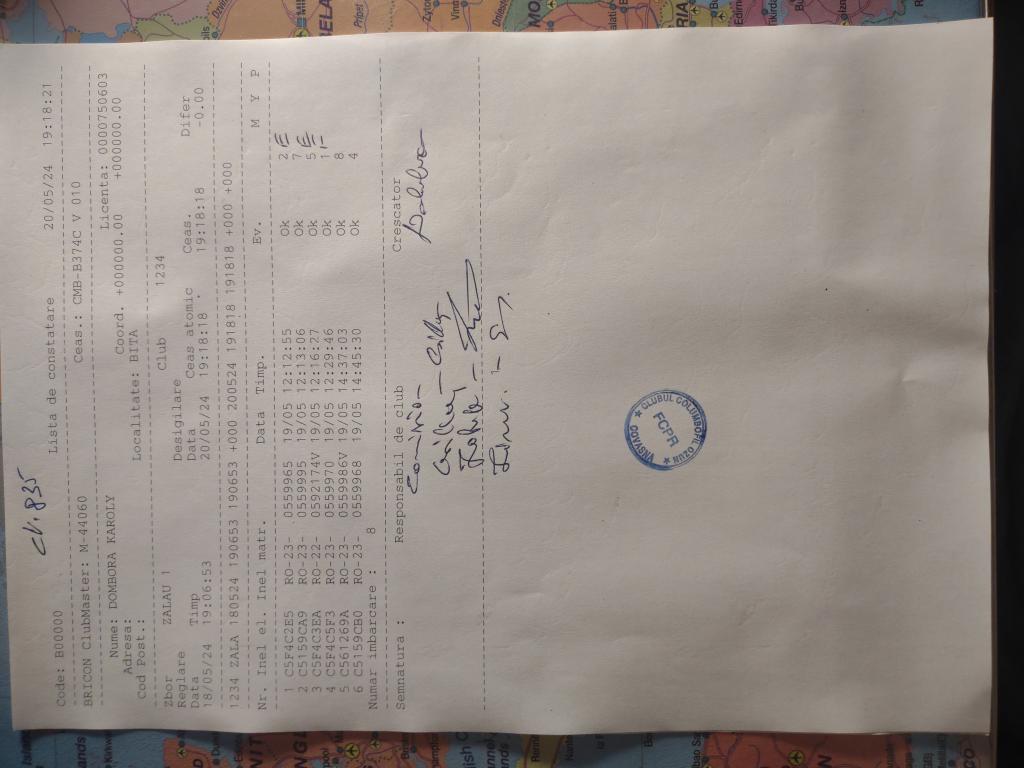 Code: B00000 Lista de constatare 20/05/24 19:18:21
BRICON ClubMaster: M-44060 Ceas.: CMB-B374C V 010
Nume: DOMBORA KAROLY Licenta: 0000750603
Adresa: Coord. +000000.00 +0000000.00
Cod Post.: Localitate: BITA
Zbor ZALAU 1 Club 1234
Reglare Desigilare
Data Timp Data Ceas atomic Ceas. Difer
18/05/24 19:06:53 20/05/24 19:18:18 . 19:18:18 -0.00
1234 ZALA 180524 190653 190653 +000 200524 191818 191818 +000 +000
Nr. Inel el. Inel matr. Data Timp. Ev. M Y P
1 C5F4C2E5 RO-23- 0559965 19/05 12:12:55 Ok 2
2 C5159CA9 RO-23- 0559995 19/05 12:13:06 Ok 7
3 C5F4C3EA RO-22- 0592174V 19/05 12:16:27 Ok 5
4 C5F4C5F3 RO-23- 0559970 19/05 12:29:46 Ok 1
5 C561269A RO-23- 0559986V 19/05 14:37:03 Ok 8
6 C5159CB0 RO-23- 0559968 19/05 14:45:30 Ok 4
Numar imbarcare : 8
Semnatura : Responsabil de club Crescator
CLUBUL COLUMBOFIL OZUN
FCPR